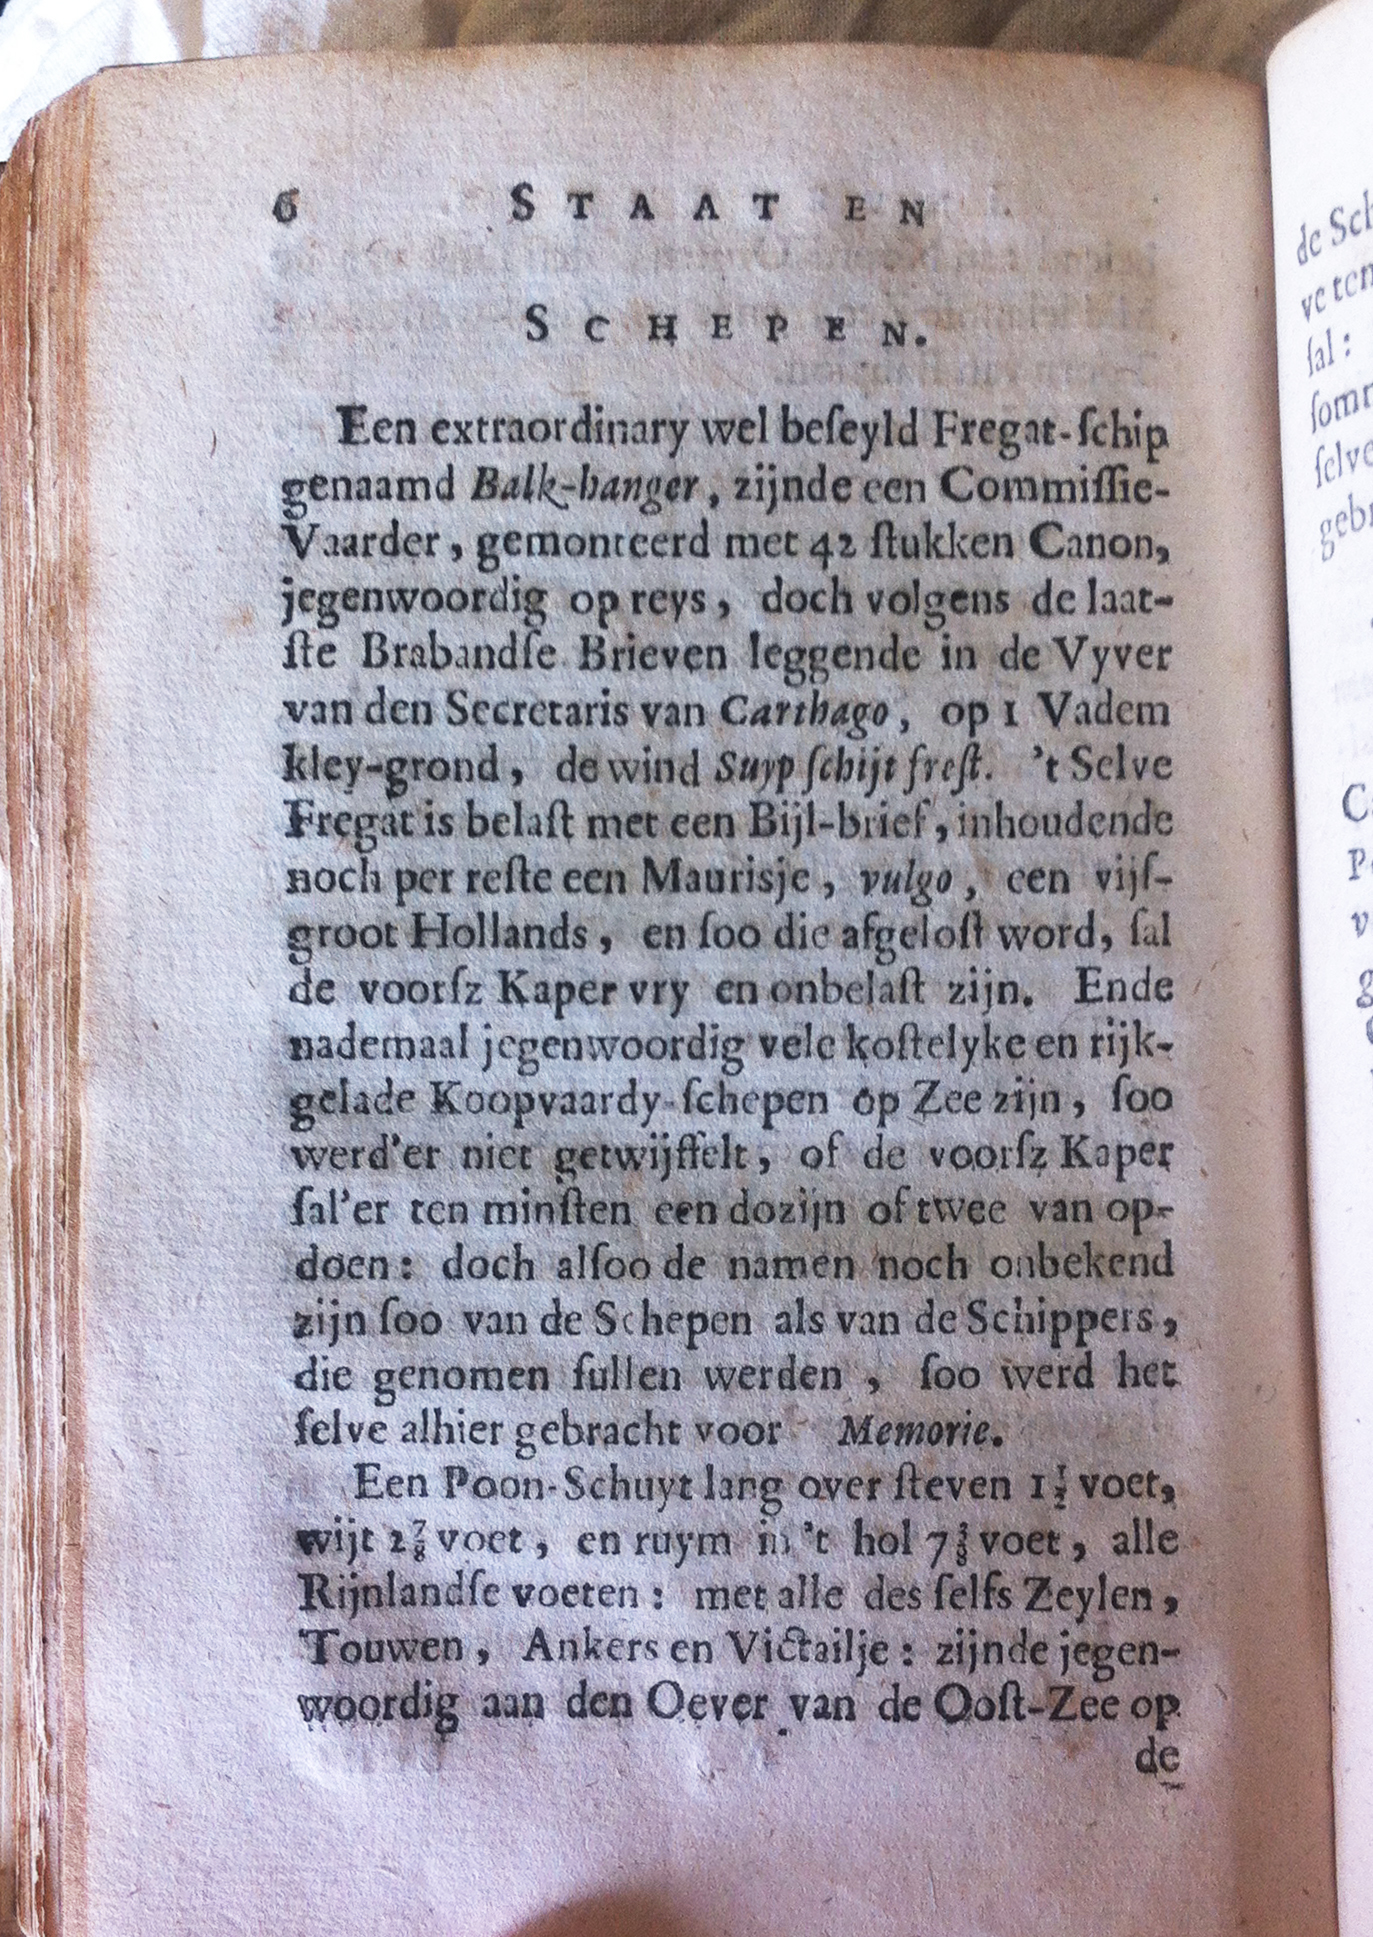 6 STAAT EN
SCHEPEN.
Een extraordinary wel beſeyld Fregat-ſchip
genaamd Balk-hanger, zijnde een Commiſſie-
Vaarder, gemonteerd met 42 ſtukken Canon,
jegenwoordig op reys, doch volgens de laat-
ſte Brabandſe Brieven leggende in de Vyver
van den Secretaris van Carthago, op 1 Vadem
kley-grond, de wind Suyp ſchijt freſt. 't Selve
Fregat is belaſt met een Bijl-brief, inhoudende
noch per reſte een Maurisje, vulgo, een vijf-
groot Hollands, en ſoo die afgeloſt word, ſal
de voorſz Kaper vry en onbelaſt zijn. Ende
nademaal jegenwoordig vele koſtelyke en rijk-
gelade Koopvaardy-ſchepen op Zee zijn, ſoo
werd'er niet getwijffelt, of de voorſz Kaper
ſal'er ten minſten een dozijn of twee van op-
doen: doch alſoo de namen noch onbekend
zijn ſoo van de Schepen als van de Schippers,
die genomen ſullen werden, ſoo werd het
ſelve alhier gebracht voor Memorie.
Een Poon-Schuyt lang over ſteven 1½ voet,
wijt 2⅞ voet, en ruym in 't hol 7⅜ voet, alle
Rijnlandſe voeten: met alle des ſelfs Zeylen,
Touwen, Ankers en Victailje: zijnde jegen-
woordig aan den Oever van de Ooſt-Zee op
de
de Sch
ve ten
ſal:
ſom
ſelve
gebr